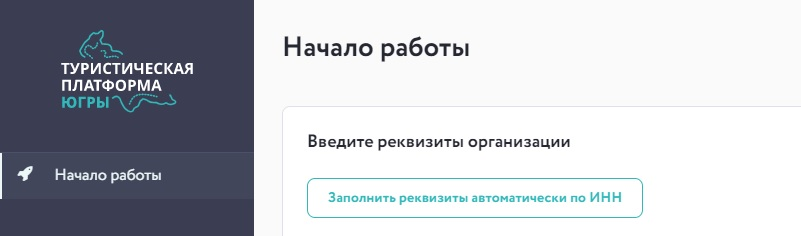 ТУРИСТИЧЕСКАЯ
ПЛАТФОРМА
ЮГРЫ
Начало работы
Начало работы
Введите реквизиты организации
Заполнить реквизиты автоматически по ИНН